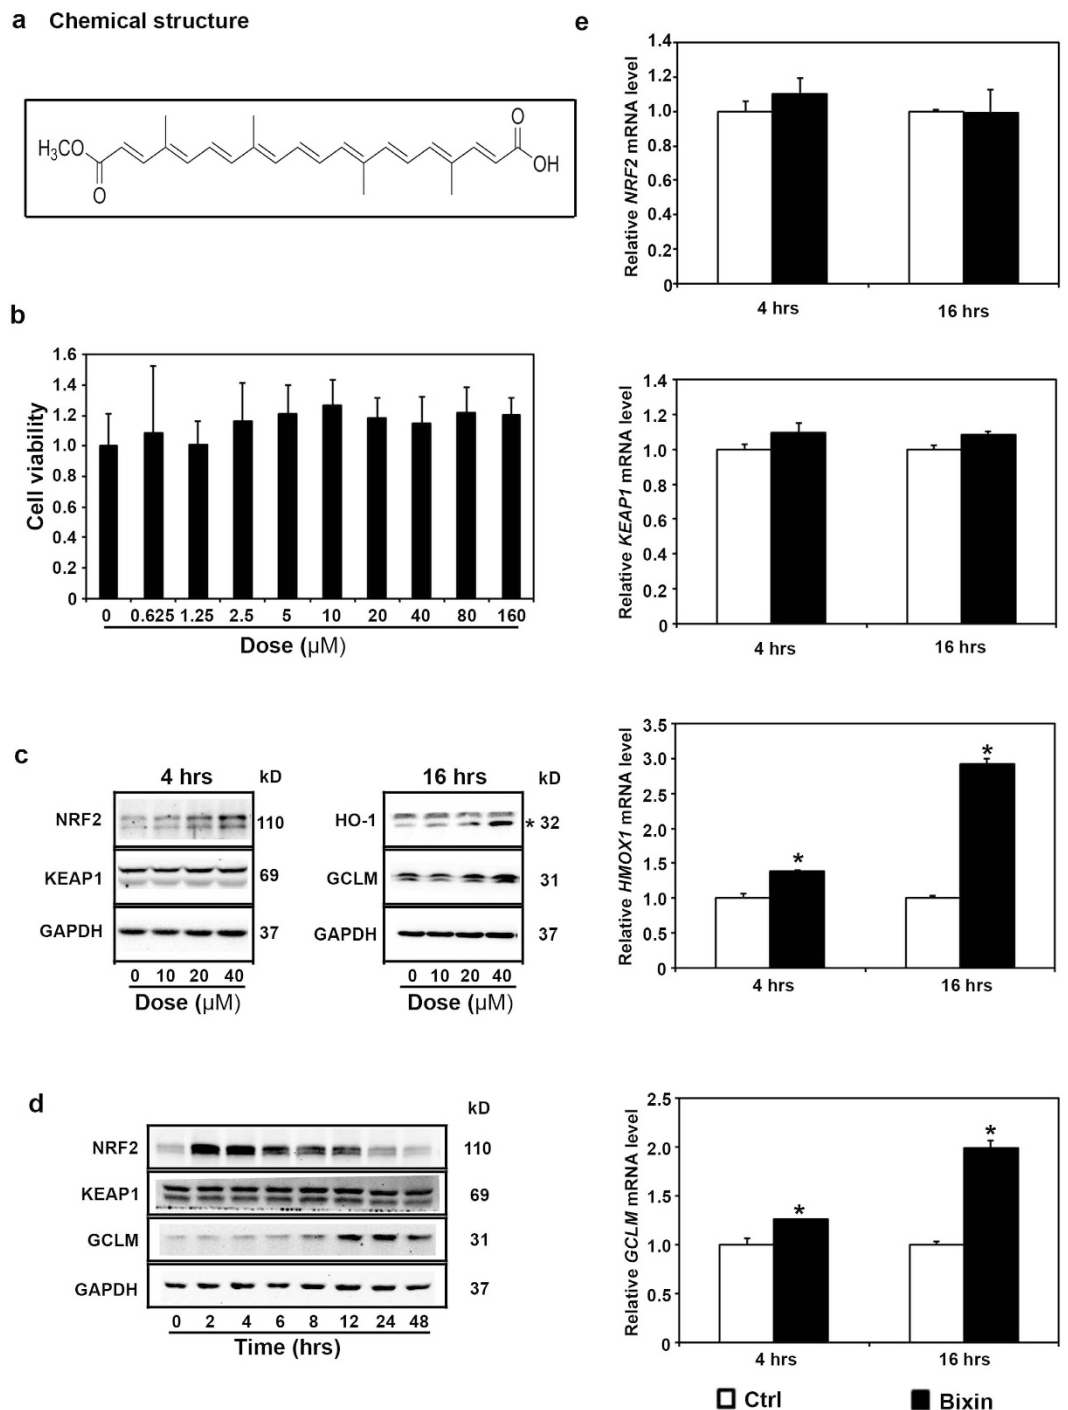 a Chemical structure
H₃CO
O
O
OH
b
Cell viability
1.6
1.4
1.2
1.0
0.8
0.6
0.4
0.2
0
0 0.625 1.25 2.5 5 10 20 40 80 160
Dose (µM)
c
4 hrs kD
NRF2 110
KEAP1 69
GAPDH 37
0 10 20 40
Dose (µM)
16 hrs kD
HO-1 * 32
GCLM 31
GAPDH 37
0 10 20 40
Dose (µM)
d
kD
NRF2 110
KEAP1 69
GCLM 31
GAPDH 37
0 2 4 6 8 12 24 48
Time (hrs)
e
Relative NRF2 mRNA level
1.4
1.2
1.0
0.8
0.6
0.4
0.2
0
4 hrs 16 hrs
Relative KEAP1 mRNA level
1.4
1.2
1.0
0.8
0.6
0.4
0.2
0
4 hrs 16 hrs
Relative HMOX1 mRNA level
3.5
3.0
2.5
2.0
1.5
1.0
0.5
0
* *
4 hrs 16 hrs
Relative GCLM mRNA level
2.5
2.0
1.5
1.0
0.5
0
* *
4 hrs 16 hrs
Ctrl Bixin